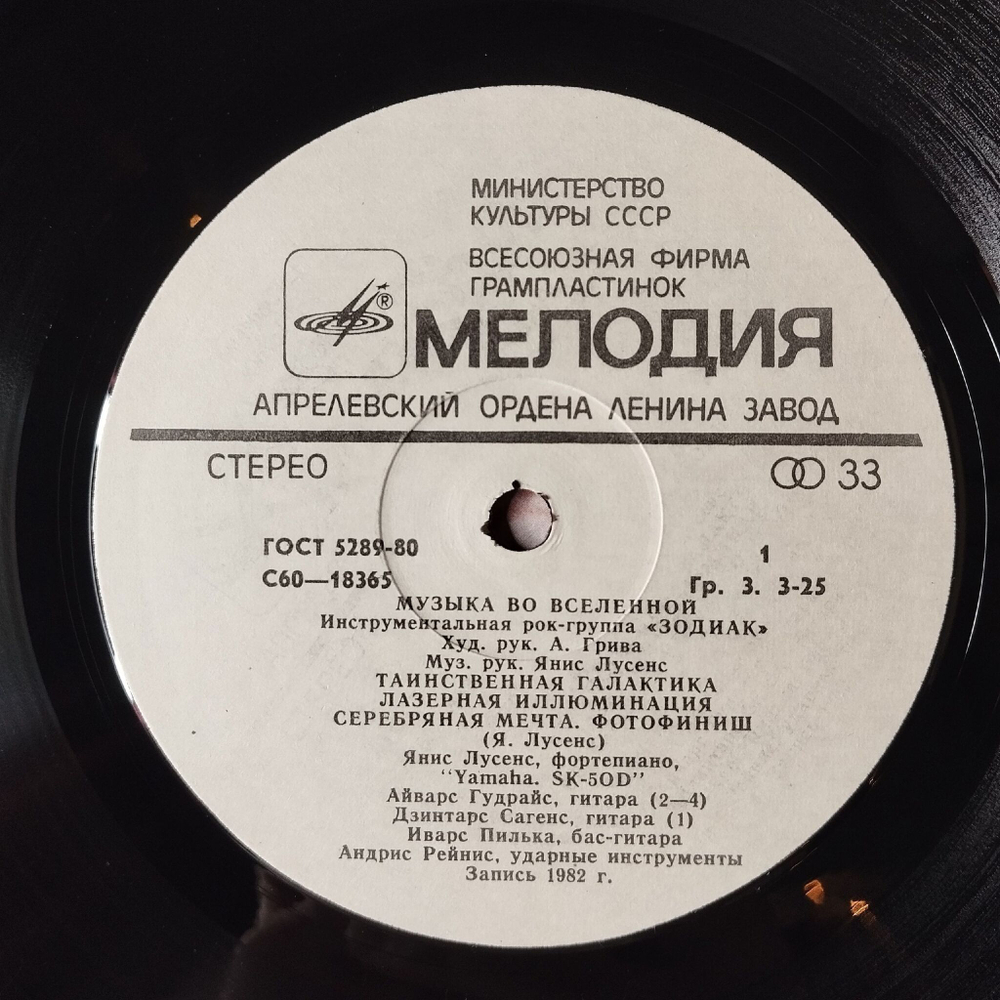 МИНИСТЕРСТВО
КУЛЬТУРЫ СССР
ВСЕСОЮЗНАЯ ФИРМА
ГРАМПЛАСТИНОК
®
МЕЛОДИЯ
АПРЕЛЕВСКИЙ ОРДЕНА ЛЕНИНА ЗАВОД
СТЕРЕО
33
ГОСТ 5289-80
1
С60—18365
Гр. 3. 3-25
МУЗЫКА ВО ВСЕЛЕННОЙ
Инструментальная рок-группа «ЗОДИАК»
Худ. рук. А. Грива
Муз. рук. Янис Лусенс
ТАИНСТВЕННАЯ ГАЛАКТИКА
ЛАЗЕРНАЯ ИЛЛЮМИНАЦИЯ
СЕРЕБРЯНАЯ МЕЧТА. ФОТОФИНИШ
(Я. Лусенс)
Янис Лусенс, фортепиано,
“Yamaha. SK-50D”
Айварс Гудрайс, гитара (2—4)
Дзинтарс Сагенс, гитара (1)
Иварс Пилька, бас-гитара
Андрис Рейнис, ударные инструменты
Запись 1982 г.